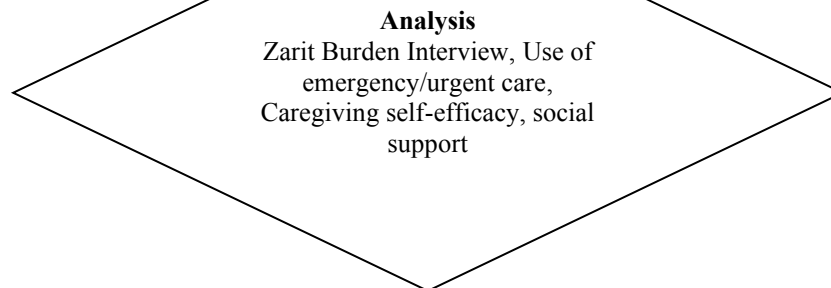 Analysis
Zarit Burden Interview, Use of
emergency/urgent care,
Caregiving self-efficacy, social
support